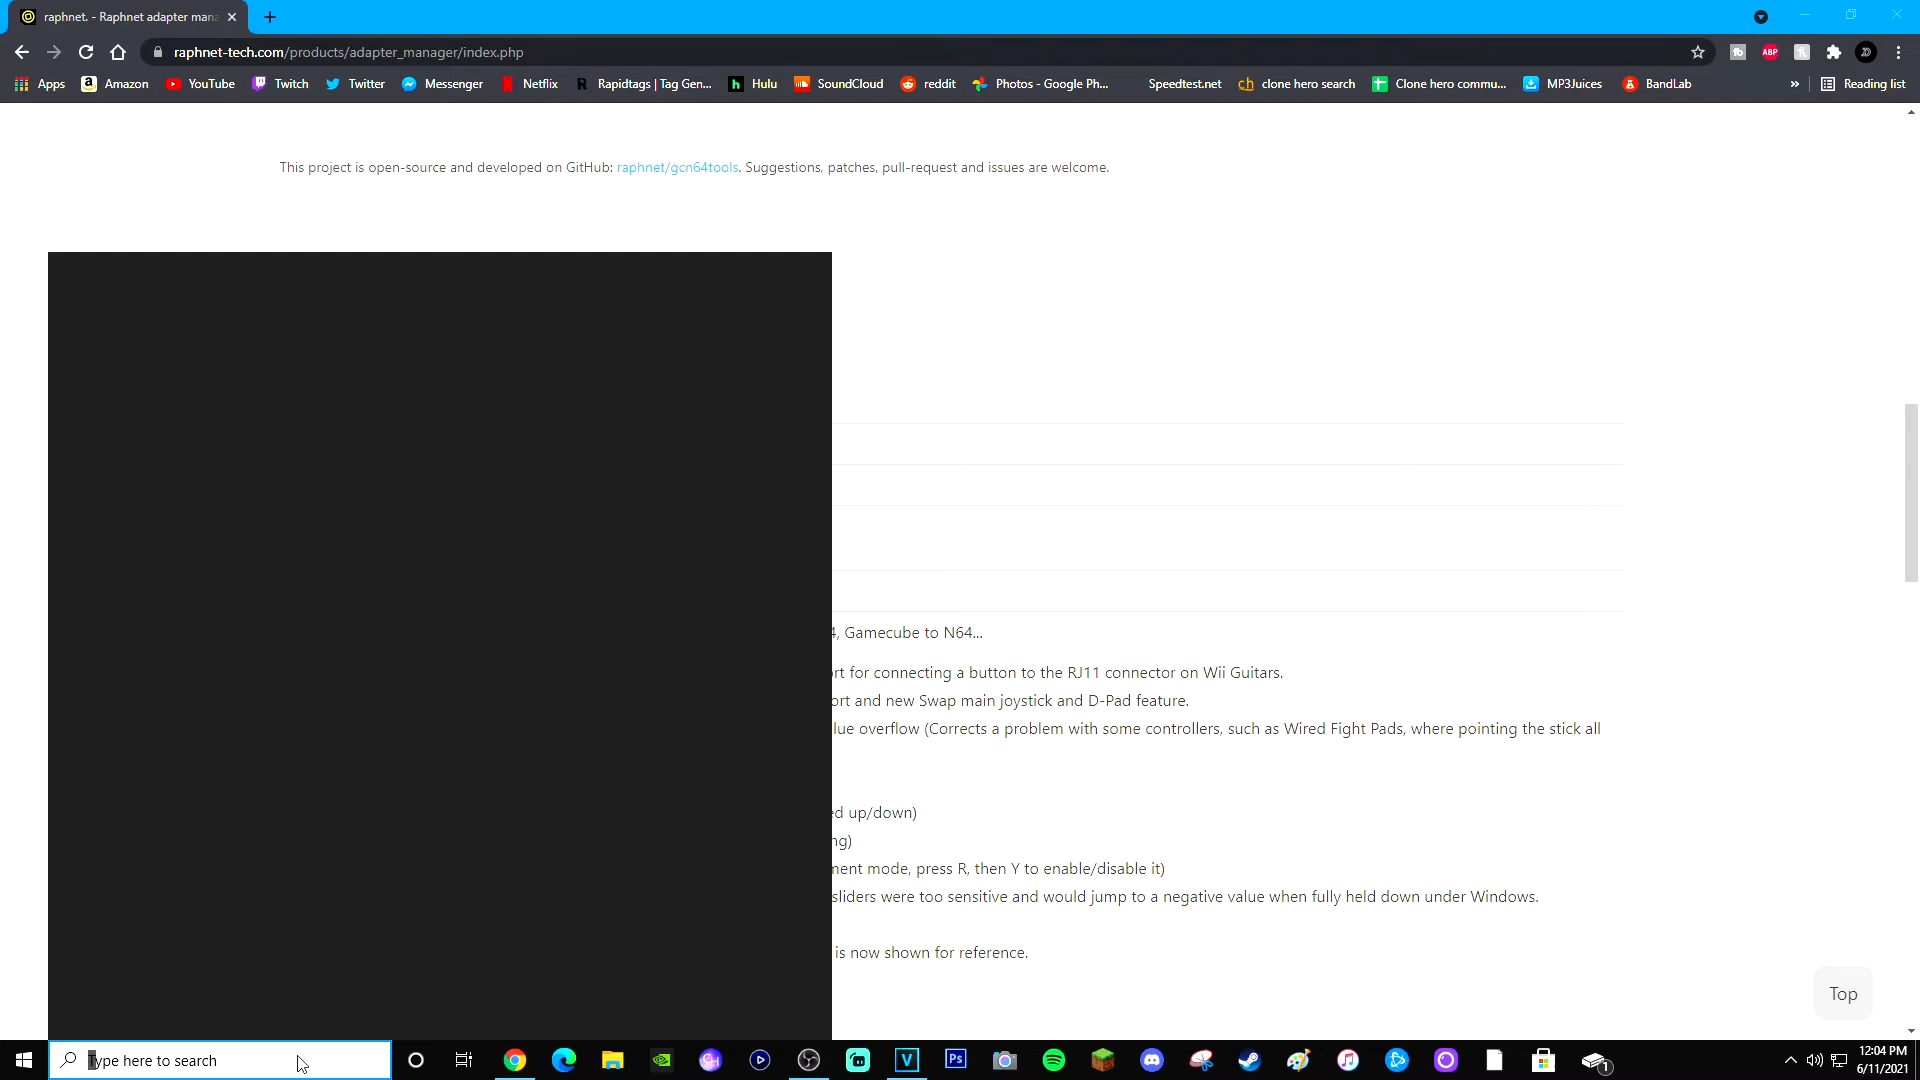 raphnet. - Raphnet adapter mana
raphnet-tech.com/products/adapter_manager/index.php
ABP
Apps Amazon YouTube Twitch Twitter Messenger Netflix Rapidtags | Tag Gen... Hulu SoundCloud reddit Photos - Google Ph... Speedtest.net clone hero search Clone hero commu... MP3Juices BandLab » Reading list
This project is open-source and developed on GitHub: raphnet/gcn64tools. Suggestions, patches, pull-request and issues are welcome.
4, Gamecube to N64...
ort for connecting a button to the RJ11 connector on Wii Guitars.
ort and new Swap main joystick and D-Pad feature.
lue overflow (Corrects a problem with some controllers, such as Wired Fight Pads, where pointing the stick all
ed up/down)
ng)
ment mode, press R, then Y to enable/disable it)
sliders were too sensitive and would jump to a negative value when fully held down under Windows.
is now shown for reference.
Top
Type here to search
12:04 PM
6/11/2021